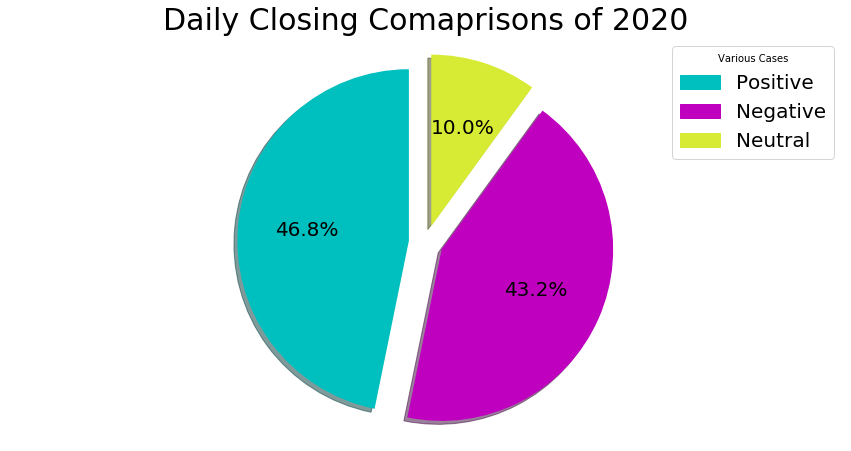 Daily Closing Comaprisons of 2020
Various Cases
Positive
Negative
Neutral
10.0%
46.8%
43.2%